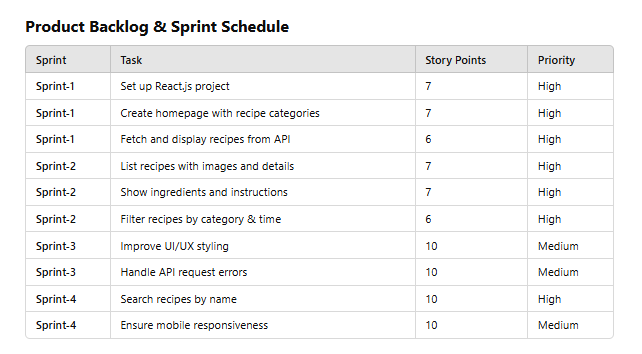 Product Backlog & Sprint Schedule
Sprint Task Story Points Priority
Sprint-1 Set up React.js project 7 High
Sprint-1 Create homepage with recipe categories 7 High
Sprint-1 Fetch and display recipes from API 6 High
Sprint-2 List recipes with images and details 7 High
Sprint-2 Show ingredients and instructions 7 High
Sprint-2 Filter recipes by category & time 6 High
Sprint-3 Improve UI/UX styling 10 Medium
Sprint-3 Handle API request errors 10 Medium
Sprint-4 Search recipes by name 10 High
Sprint-4 Ensure mobile responsiveness 10 Medium